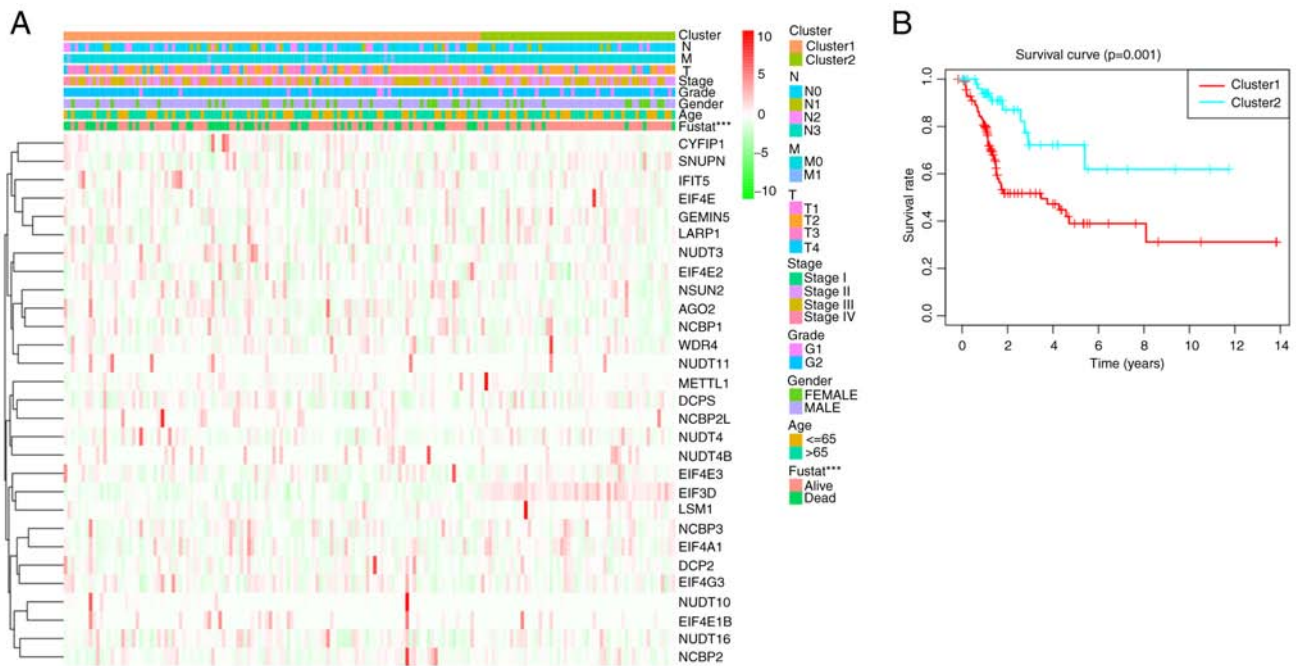 A
Cluster
N
M
T
Stage
Grade
Gender
Age
Fustat***
CYFIP1
SNUPN
IFIT5
EIF4E
GEMIN5
LARP1
NUDT3
EIF4E2
NSUN2
AGO2
NCBP1
WDR4
NUDT11
METTL1
DCPS
NCBP2L
NUDT4
NUDT4B
EIF4E3
EIF3D
LSM1
NCBP3
EIF4A1
DCP2
EIF4G3
NUDT10
EIF4E1B
NUDT16
NCBP2
10
5
0
−5
−10
Cluster
Cluster1
Cluster2
N
N0
N1
N2
N3
M
M0
M1
T
T1
T2
T3
T4
Stage
Stage I
Stage II
Stage III
Stage IV
Grade
G1
G2
Gender
FEMALE
MALE
Age
<=65
>65
Fustat***
Alive
Dead
B
Survival curve (p=0.001)
Cluster1
Cluster2
Survival rate
1.0
0.8
0.6
0.4
0.2
0.0
0 2 4 6 8 10 12 14
Time (years)